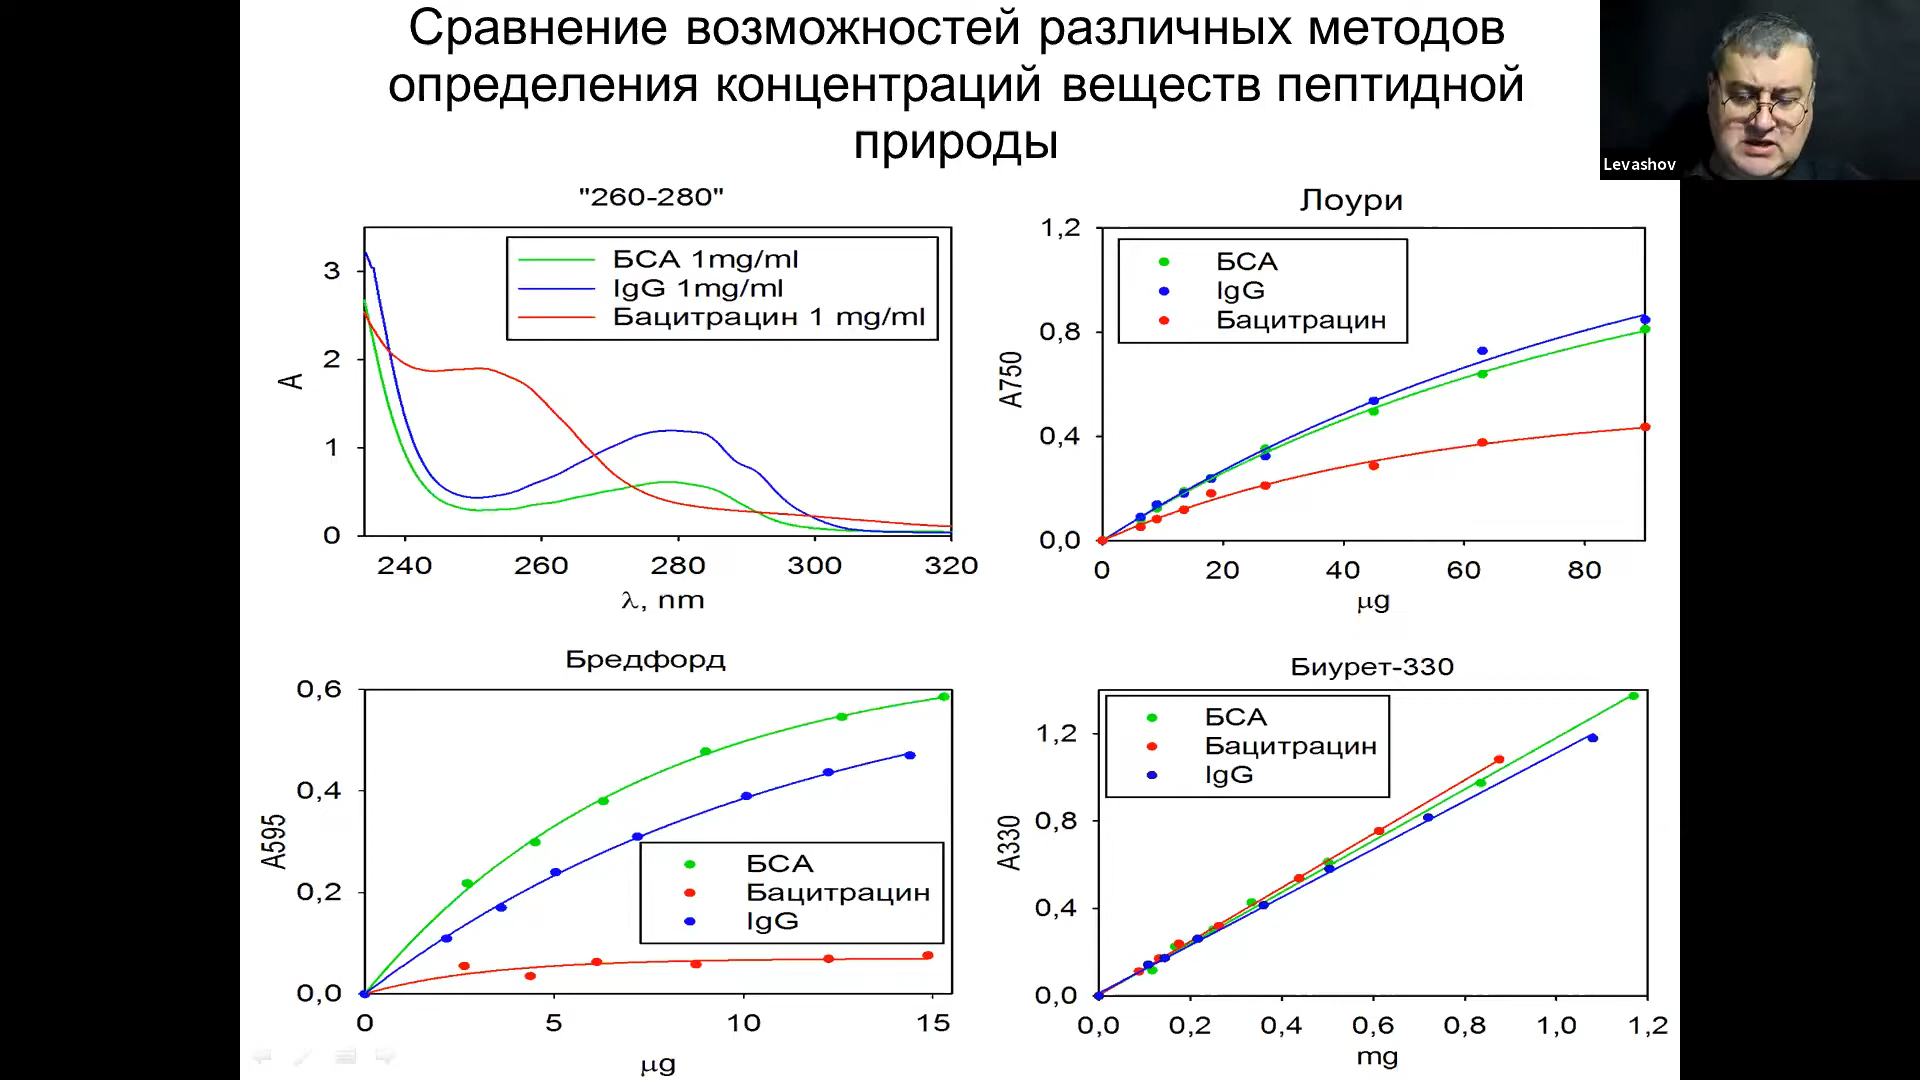 Сравнение возможностей различных методов
определения концентраций веществ пептидной
природы
Levashov
"260-280"
БСА 1mg/ml
IgG 1mg/ml
Бацитрацин 1 mg/ml
A
3
2
1
0
240 260 280 300 320
λ, nm
Лоури
БСА
IgG
Бацитрацин
A750
1,2
0,8
0,4
0,0
0 20 40 60 80
μg
Бредфорд
БСА
Бацитрацин
IgG
A595
0,6
0,4
0,2
0,0
0 5 10 15
μg
Биурет-330
БСА
Бацитрацин
IgG
A330
1,2
0,8
0,4
0,0
0,0 0,2 0,4 0,6 0,8 1,0 1,2
mg